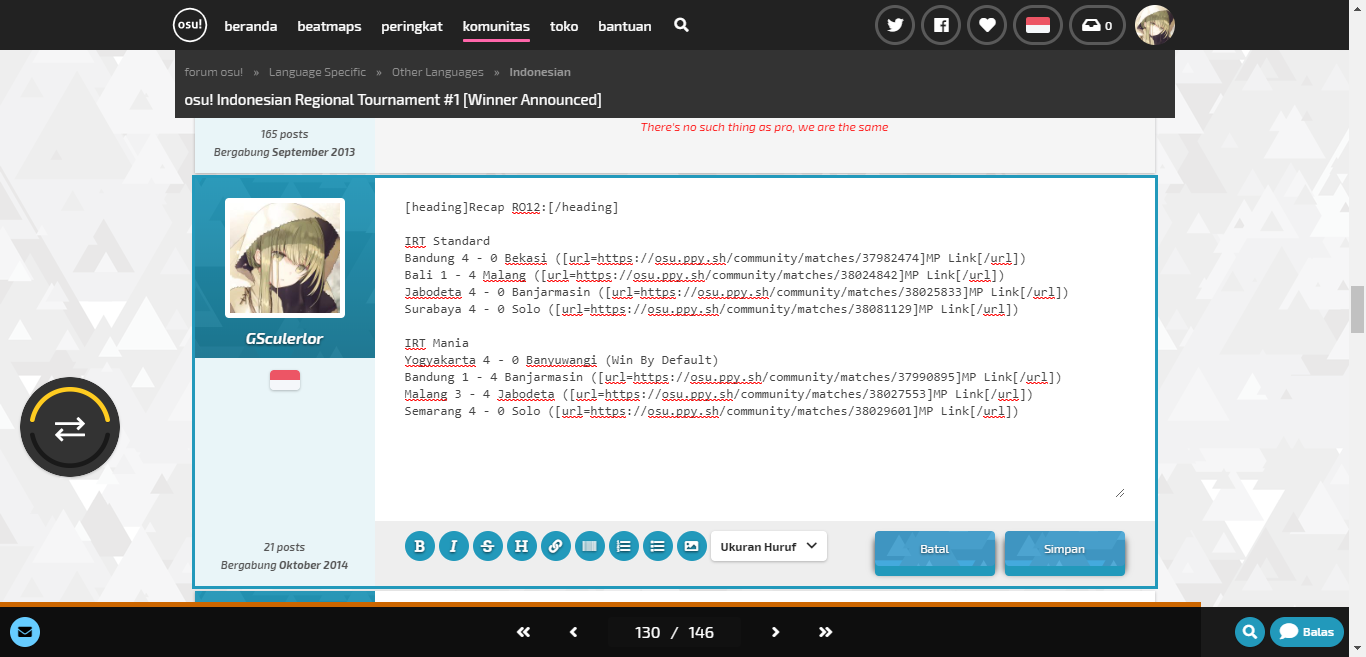 osu!
beranda beatmaps peringkat komunitas toko bantuan
0
forum osu! » Language Specific » Other Languages » Indonesian
osu! Indonesian Regional Tournament #1 [Winner Announced]
165 posts
Bergabung September 2013
There's no such thing as pro, we are the same
GSculerlor
21 posts
Bergabung Oktober 2014
[heading]Recap RO12:[/heading]
IRT Standard
Bandung 4 - 0 Bekasi ([url=https://osu.ppy.sh/community/matches/37982474]MP Link[/url])
Bali 1 - 4 Malang ([url=https://osu.ppy.sh/community/matches/38024842]MP Link[/url])
Jabodeta 4 - 0 Banjarmasin ([url=https://osu.ppy.sh/community/matches/38025833]MP Link[/url])
Surabaya 4 - 0 Solo ([url=https://osu.ppy.sh/community/matches/38081129]MP Link[/url])
IRT Mania
Yogyakarta 4 - 0 Banyuwangi (Win By Default)
Bandung 1 - 4 Banjarmasin ([url=https://osu.ppy.sh/community/matches/37990895]MP Link[/url])
Malang 3 - 4 Jabodeta ([url=https://osu.ppy.sh/community/matches/38027553]MP Link[/url])
Semarang 4 - 0 Solo ([url=https://osu.ppy.sh/community/matches/38029601]MP Link[/url])
B I S H Ukuran Huruf Batal Simpan
130 / 146
Balas